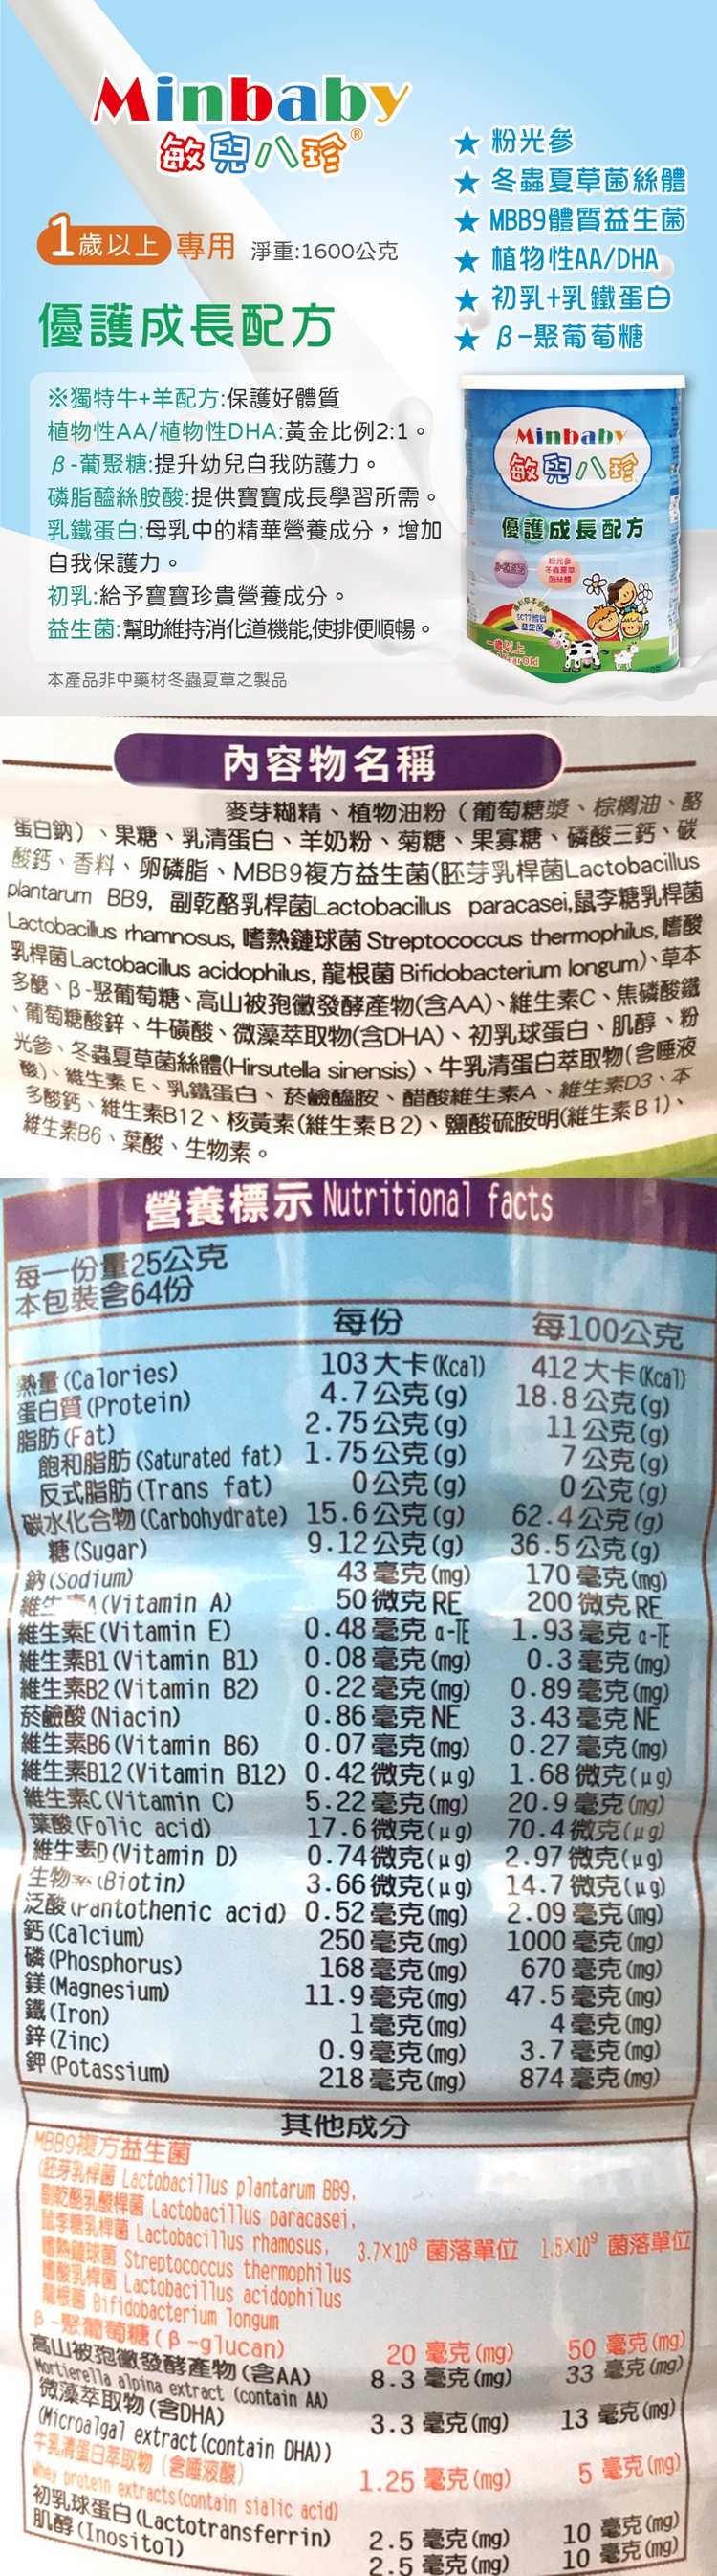 Minbaby
敏兒八珍®
1歲以上 專用 淨重:1600公克
優護成長配方
★ 粉光參
★ 冬蟲夏草菌絲體
★ MBB9體質益生菌
★ 植物性AA/DHA
★ 初乳+乳鐵蛋白
★ β-聚葡萄糖
※獨特牛+羊配方:保護好體質
植物性AA/植物性DHA:黃金比例2:1。
β-葡聚糖:提升幼兒自我防護力。
磷脂醯絲胺酸:提供寶寶成長學習所需。
乳鐵蛋白:母乳中的精華營養成分，增加
自我保護力。
初乳:給予寶寶珍貴營養成分。
益生菌:幫助維持消化道機能,使排便順暢。
本產品非中藥材冬蟲夏草之製品
Minbaby
敏兒八珍
優護成長配方
粉光參
冬蟲夏草
菌絲體
益生菌
一歲以上
內容物名稱
麥芽糊精、植物油粉（葡萄糖漿、棕櫚油、酪
蛋白鈉）、果糖、乳清蛋白、羊奶粉、菊糖、果寡糖、磷酸三鈣、碳
酸鈣、香料、卵磷脂、MBB9複方益生菌(胚芽乳桿菌Lactobacillus
plantarum BB9, 副乾酪乳桿菌Lactobacillus paracasei,鼠李糖乳桿菌
Lactobacillus rhamnosus, 嗜熱鏈球菌 Streptococcus thermophilus, 嗜酸
乳桿菌 Lactobacillus acidophilus, 龍根菌 Bifidobacterium longum)、草本
多醣、β-聚葡萄糖、高山被孢黴發酵產物(含AA)、維生素C、焦磷酸鐵
、葡萄糖酸鋅、牛磺酸、微藻萃取物(含DHA)、初乳球蛋白、肌醇、粉
光參、冬蟲夏草菌絲體(Hirsutella sinensis)、牛乳清蛋白萃取物(含唾液
酸)、維生素 E、乳鐵蛋白、菸鹼醯胺、醋酸維生素A、維生素D3、本
多酸鈣、維生素B12、核黃素(維生素B2)、鹽酸硫胺明(維生素B1)、
維生素B6、葉酸、生物素。
營養標示 Nutritional facts
每一份量25公克
本包裝含64份
每份 每100公克
熱量(Calories) 103 大卡(Kcal) 412 大卡(Kcal)
蛋白質(Protein) 4.7公克(g) 18.8公克(g)
脂肪(Fat) 2.75公克(g) 11公克(g)
飽和脂肪(Saturated fat) 1.75公克(g) 7公克(g)
反式脂肪(Trans fat) 0公克(g) 0公克(g)
碳水化合物(Carbohydrate) 15.6公克(g) 62.4公克(g)
糖(Sugar) 9.12公克(g) 36.5公克(g)
鈉(Sodium) 43毫克(mg) 170毫克(mg)
維生素A(Vitamin A) 50微克RE 200微克RE
維生素E(Vitamin E) 0.48毫克 α-TE 1.93毫克 α-TE
維生素B1(Vitamin B1) 0.08毫克(mg) 0.3毫克(mg)
維生素B2(Vitamin B2) 0.22毫克(mg) 0.89毫克(mg)
菸鹼酸(Niacin) 0.86毫克NE 3.43毫克NE
維生素B6(Vitamin B6) 0.07毫克(mg) 0.27毫克(mg)
維生素B12(Vitamin B12) 0.42微克(μg) 1.68微克(μg)
維生素C(Vitamin C) 5.22毫克(mg) 20.9毫克(mg)
葉酸(Folic acid) 17.6微克(μg) 70.4微克(μg)
維生素D(Vitamin D) 0.74微克(μg) 2.97微克(μg)
生物素(Biotin) 3.66微克(μg) 14.7微克(μg)
泛酸(Pantothenic acid) 0.52毫克(mg) 2.09毫克(mg)
鈣(Calcium) 250毫克(mg) 1000毫克(mg)
磷(Phosphorus) 168毫克(mg) 670毫克(mg)
鎂(Magnesium) 11.9毫克(mg) 47.5毫克(mg)
鐵(Iron) 1毫克(mg) 4毫克(mg)
鋅(Zinc) 0.9毫克(mg) 3.7毫克(mg)
鉀(Potassium) 218毫克(mg) 874毫克(mg)
其他成分
MBB9複方益生菌
(胚芽乳桿菌 Lactobacillus plantarum BB9,
副乾酪乳酸桿菌 Lactobacillus paracasei,
鼠李糖乳桿菌 Lactobacillus rhamosus, 3.7×10⁸ 菌落單位 1.5×10⁹ 菌落單位
嗜熱鏈球菌 Streptococcus thermophilus
嗜酸乳桿菌 Lactobacillus acidophilus
龍根菌 Bifidobacterium longum
β-聚葡萄糖(β-glucan) 20 毫克(mg) 50 毫克(mg)
高山被孢黴發酵產物(含AA) 8.3 毫克(mg) 33 毫克(mg)
Mortierella alpina extract (contain AA)
微藻萃取物(含DHA) 3.3 毫克(mg) 13 毫克(mg)
(Microalgal extract(contain DHA))
牛乳清蛋白萃取物(含唾液酸) 1.25 毫克(mg) 5 毫克(mg)
Whey protein extracts(contain sialic acid)
初乳球蛋白(Lactotransferrin) 2.5 毫克(mg) 10 毫克(mg)
肌醇(Inositol) 2.5 毫克(mg) 10 毫克(mg)